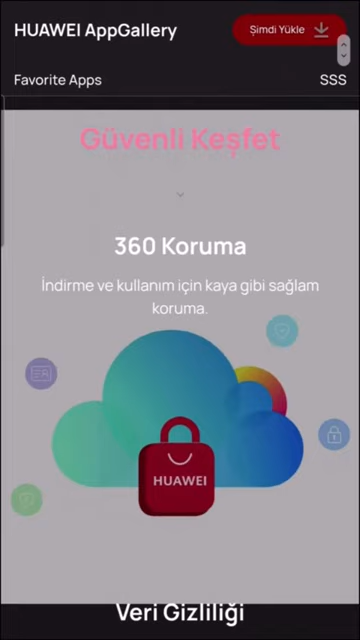 HUAWEI AppGallery
Şimdi Yükle
Favorite Apps
SSS
Güvenli Keşfet
360 Koruma
İndirme ve kullanım için kaya gibi sağlam
koruma.
HUAWEI
Veri Gizliliği